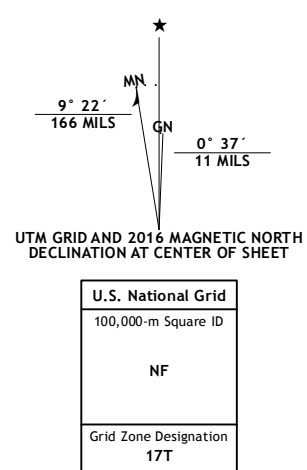 ★
MN
9° 22´
166 MILS
GN
0° 37´
11 MILS
UTM GRID AND 2016 MAGNETIC NORTH
DECLINATION AT CENTER OF SHEET
U.S. National Grid
100,000-m Square ID
NF
Grid Zone Designation
17T